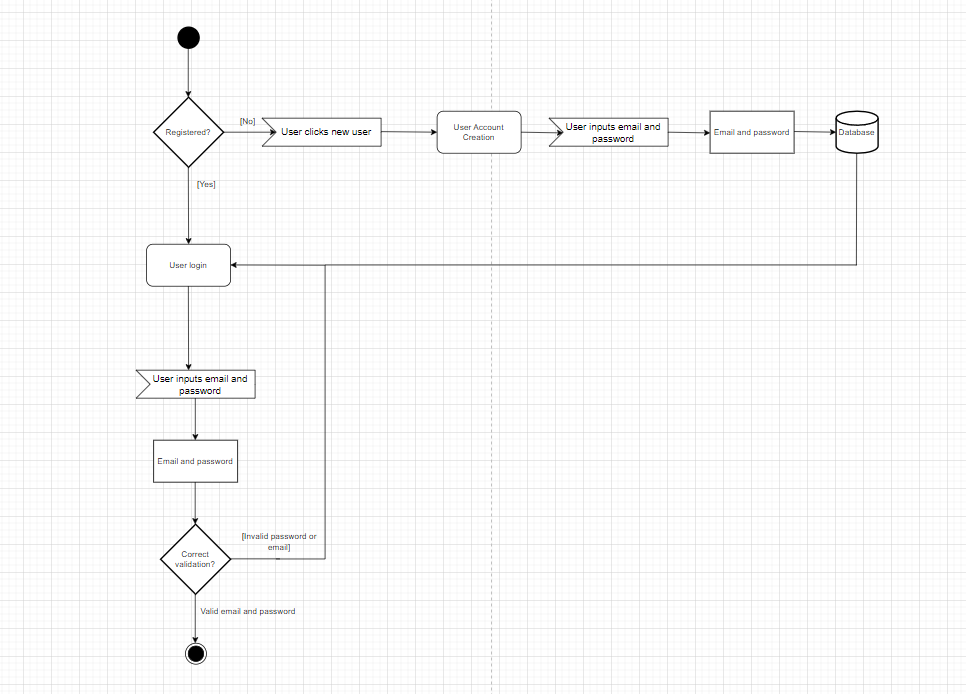 Registered?
[No]
User clicks new user
User Account
Creation
User inputs email and
password
Email and password
Database
[Yes]
User login
User inputs email and
password
Email and password
[Invalid password or
email]
Correct
validation?
Valid email and password